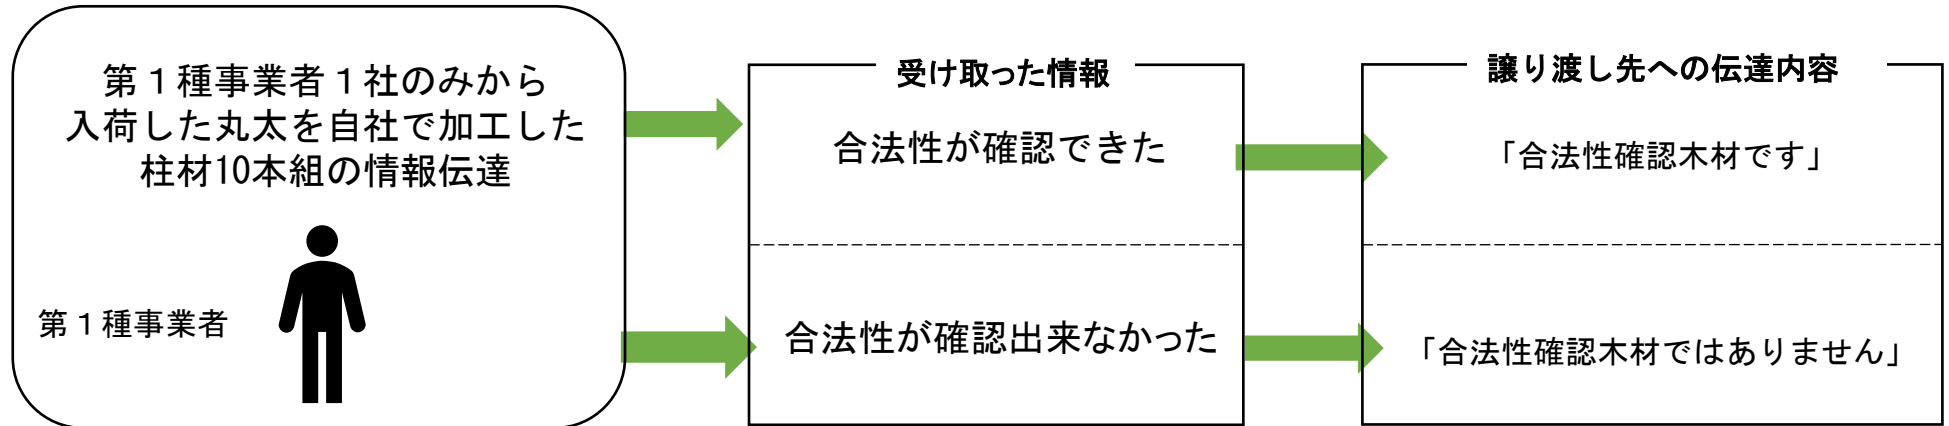 第１種事業者１社のみから
入荷した丸太を自社で加工した
柱材10本組の情報伝達
第１種事業者
受け取った情報
合法性が確認できた
合法性が確認出来なかった
譲り渡し先への伝達内容
「合法性確認木材です」
「合法性確認木材ではありません」